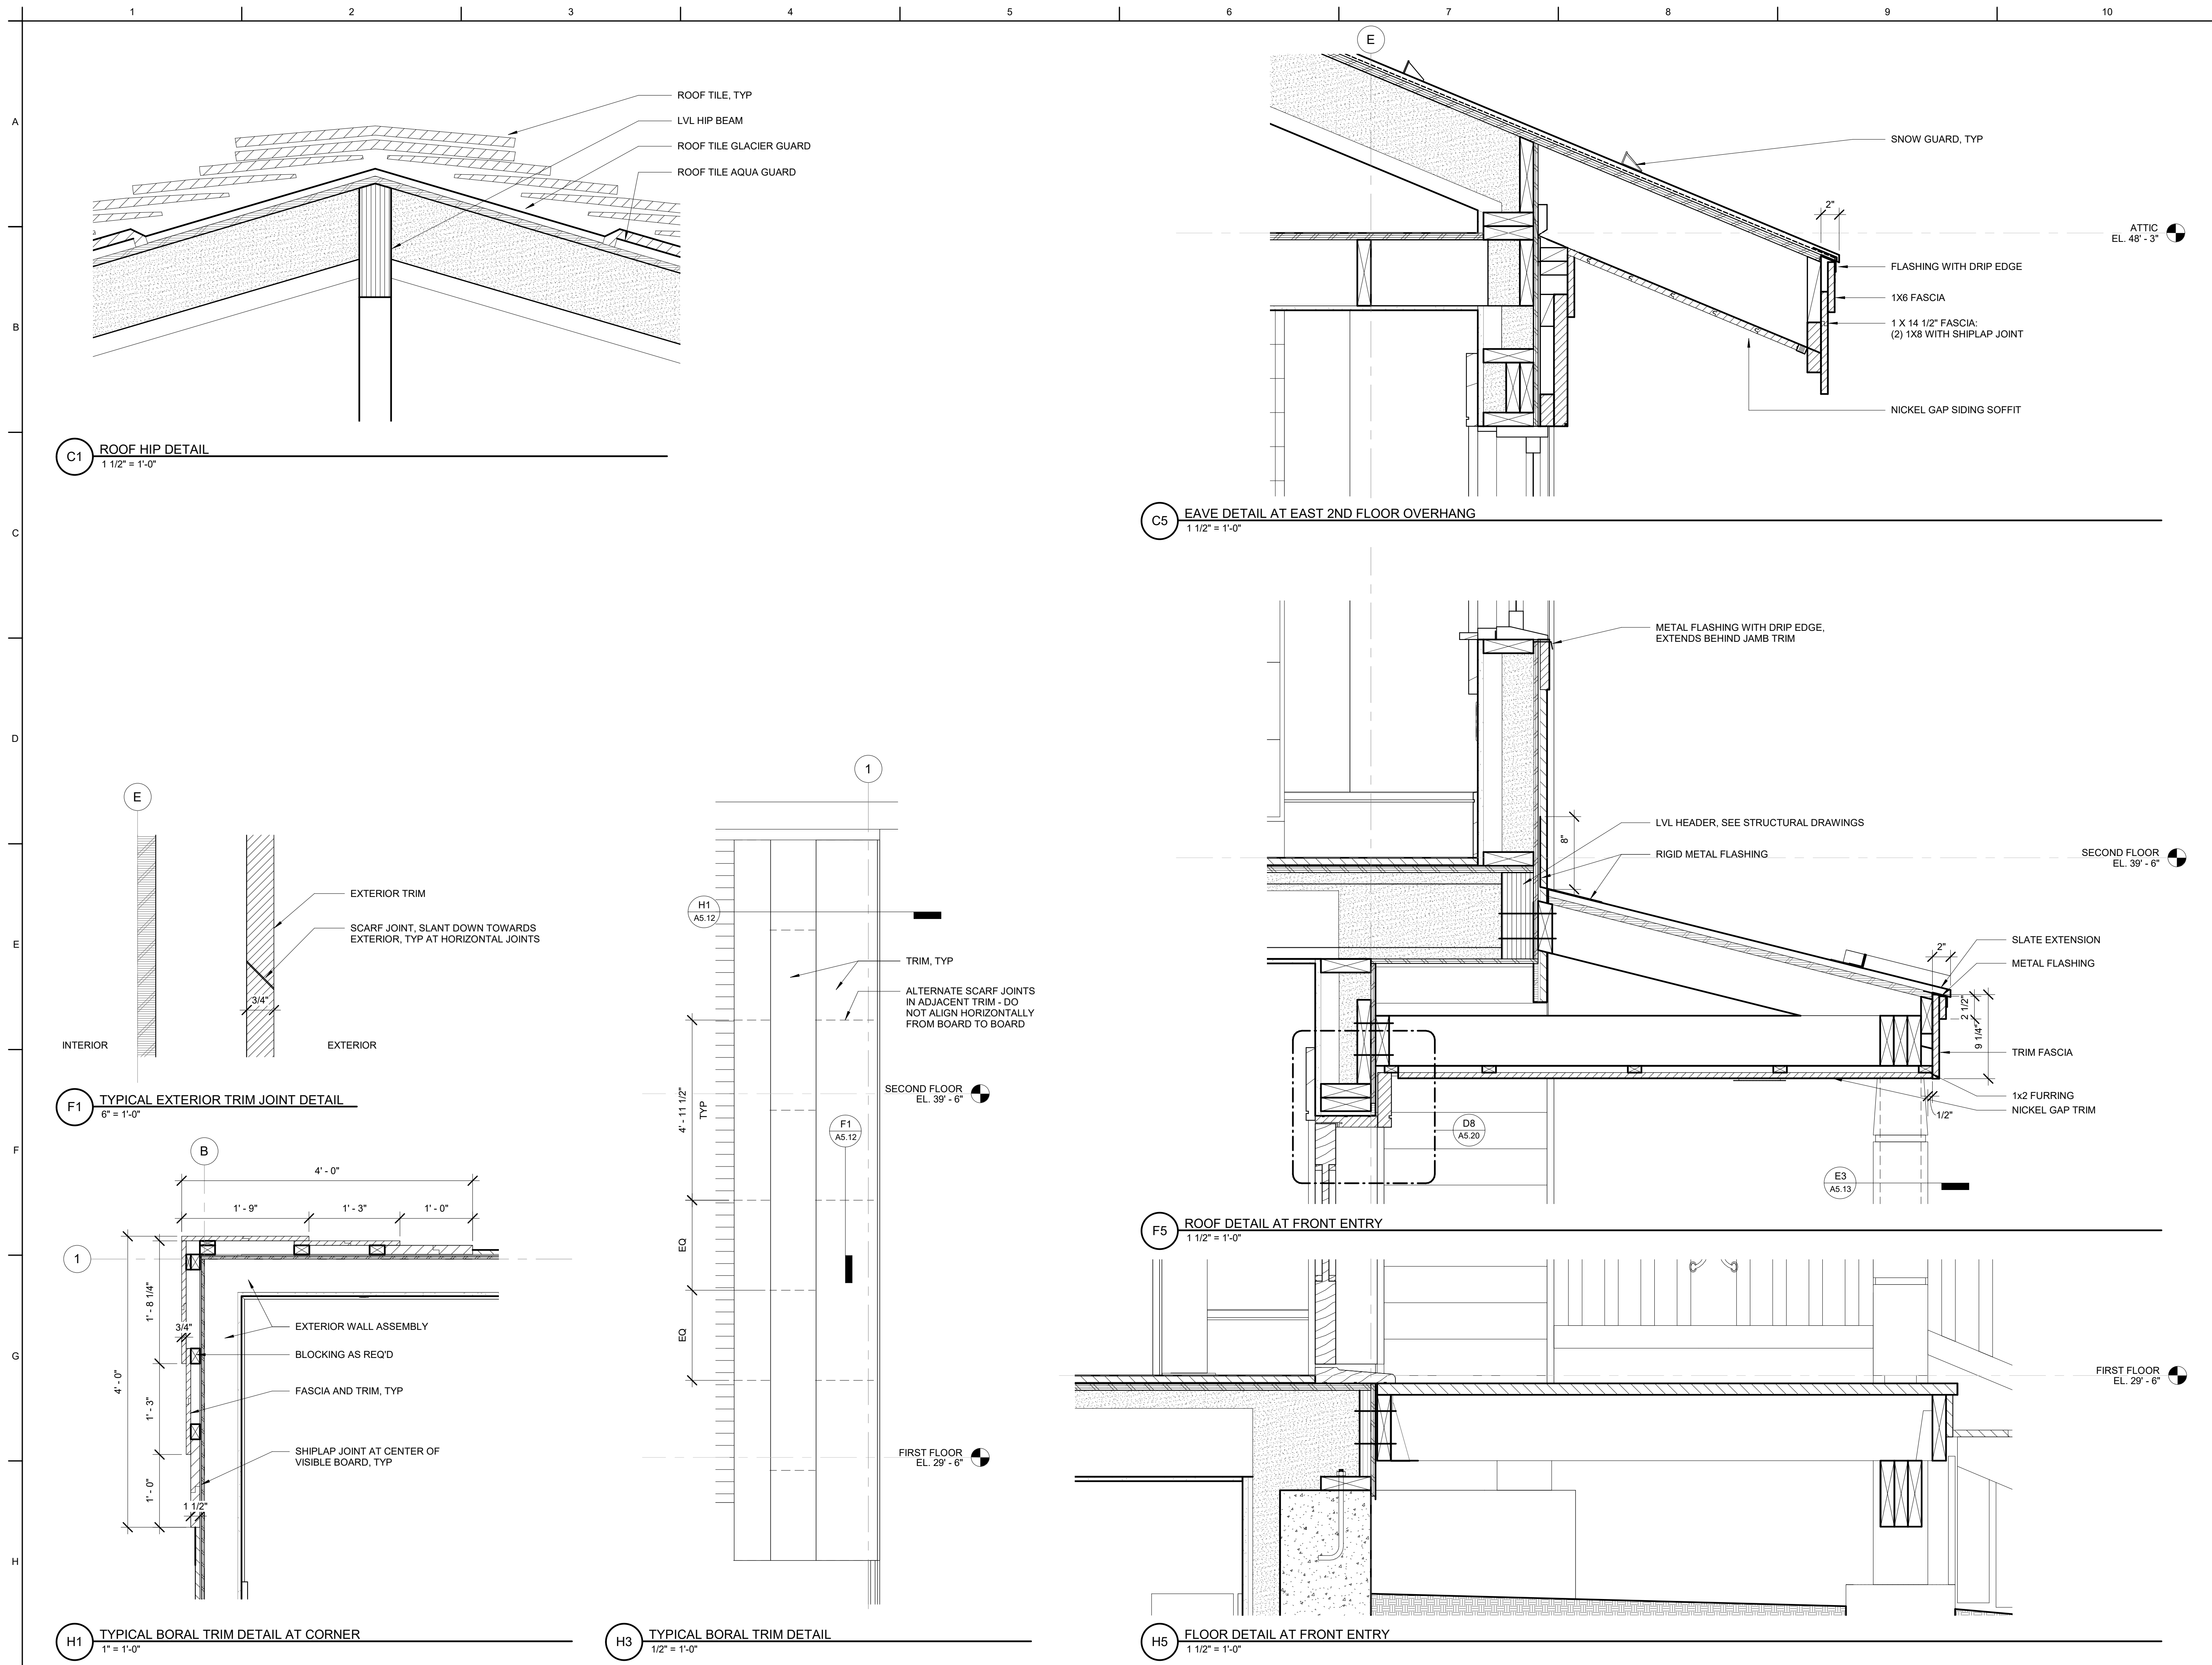 1 2 3 4 5 6 7 8 9 10
A
B
C
D
E
F
G
H
ROOF TILE, TYP
LVL HIP BEAM
ROOF TILE GLACIER GUARD
ROOF TILE AQUA GUARD
C1 ROOF HIP DETAIL
1 1/2" = 1'-0"
E
SNOW GUARD, TYP
2"
ATTIC
EL. 48' - 3"
FLASHING WITH DRIP EDGE
1X6 FASCIA
1 X 14 1/2" FASCIA:
(2) 1X8 WITH SHIPLAP JOINT
NICKEL GAP SIDING SOFFIT
C5 EAVE DETAIL AT EAST 2ND FLOOR OVERHANG
1 1/2" = 1'-0"
E
EXTERIOR TRIM
SCARF JOINT, SLANT DOWN TOWARDS
EXTERIOR, TYP AT HORIZONTAL JOINTS
3/4"
INTERIOR
EXTERIOR
F1 TYPICAL EXTERIOR TRIM JOINT DETAIL
6" = 1'-0"
B
4' - 0"
1' - 9"
1' - 3"
1' - 0"
1
1' - 8 1/4"
3/4"
4' - 0"
1' - 3"
1' - 0"
1 1/2"
EXTERIOR WALL ASSEMBLY
BLOCKING AS REQ'D
FASCIA AND TRIM, TYP
SHIPLAP JOINT AT CENTER OF
VISIBLE BOARD, TYP
H1 TYPICAL BORAL TRIM DETAIL AT CORNER
1" = 1'-0"
1
H1
A5.12
TRIM, TYP
ALTERNATE SCARF JOINTS
IN ADJACENT TRIM - DO
NOT ALIGN HORIZONTALLY
FROM BOARD TO BOARD
4' - 11 1/2"
TYP
SECOND FLOOR
EL. 39' - 6"
F1
A5.12
EQ
EQ
FIRST FLOOR
EL. 29' - 6"
H3 TYPICAL BORAL TRIM DETAIL
1/2" = 1'-0"
METAL FLASHING WITH DRIP EDGE,
EXTENDS BEHIND JAMB TRIM
8"
LVL HEADER, SEE STRUCTURAL DRAWINGS
RIGID METAL FLASHING
SECOND FLOOR
EL. 39' - 6"
2"
SLATE EXTENSION
METAL FLASHING
2 1/2"
9 1/4"
TRIM FASCIA
1x2 FURRING
NICKEL GAP TRIM
1/2"
D8
A5.20
E3
A5.13
F5 ROOF DETAIL AT FRONT ENTRY
1 1/2" = 1'-0"
FIRST FLOOR
EL. 29' - 6"
H5 FLOOR DETAIL AT FRONT ENTRY
1 1/2" = 1'-0"